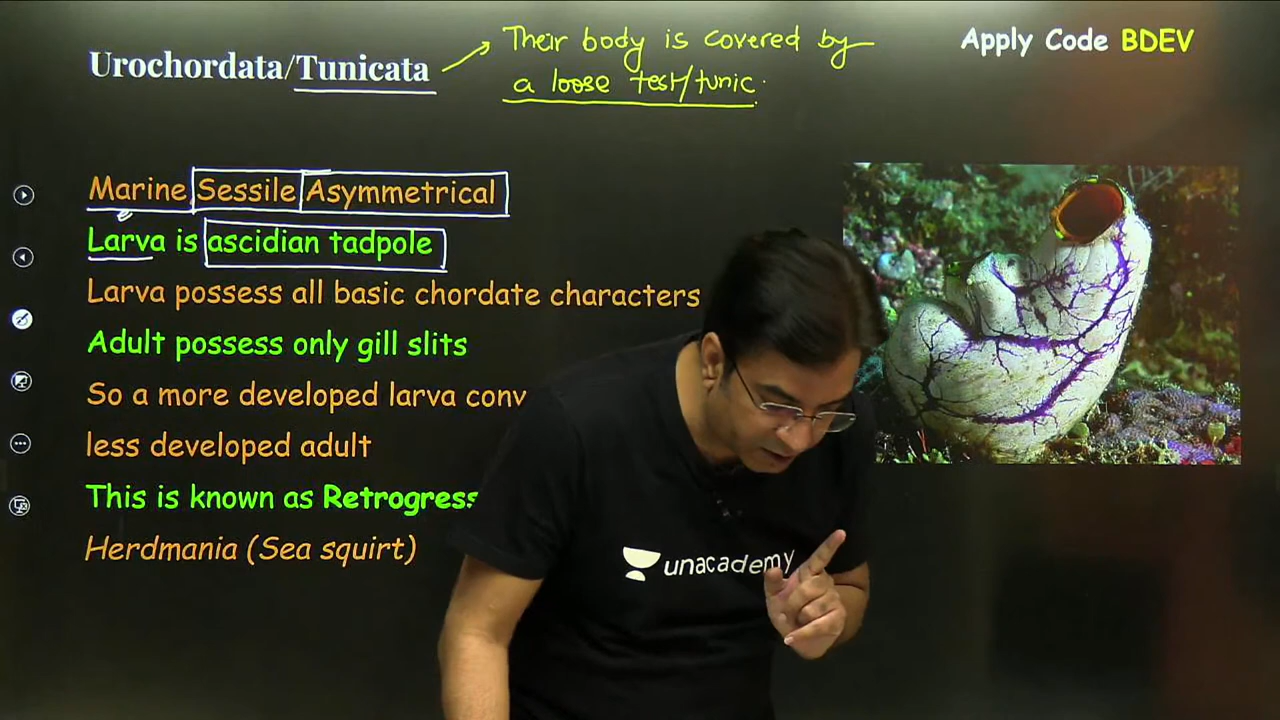 Urochordata/Tunicata
Their body is covered by
a loose test/tunic.
Apply Code BDEV
Marine Sessile Asymmetrical
Larva is ascidian tadpole
Larva possess all basic chordate characters
Adult possess only gill slits
So a more developed larva conv
less developed adult
This is known as Retrogress
Herdmania (Sea squirt)
unacademy